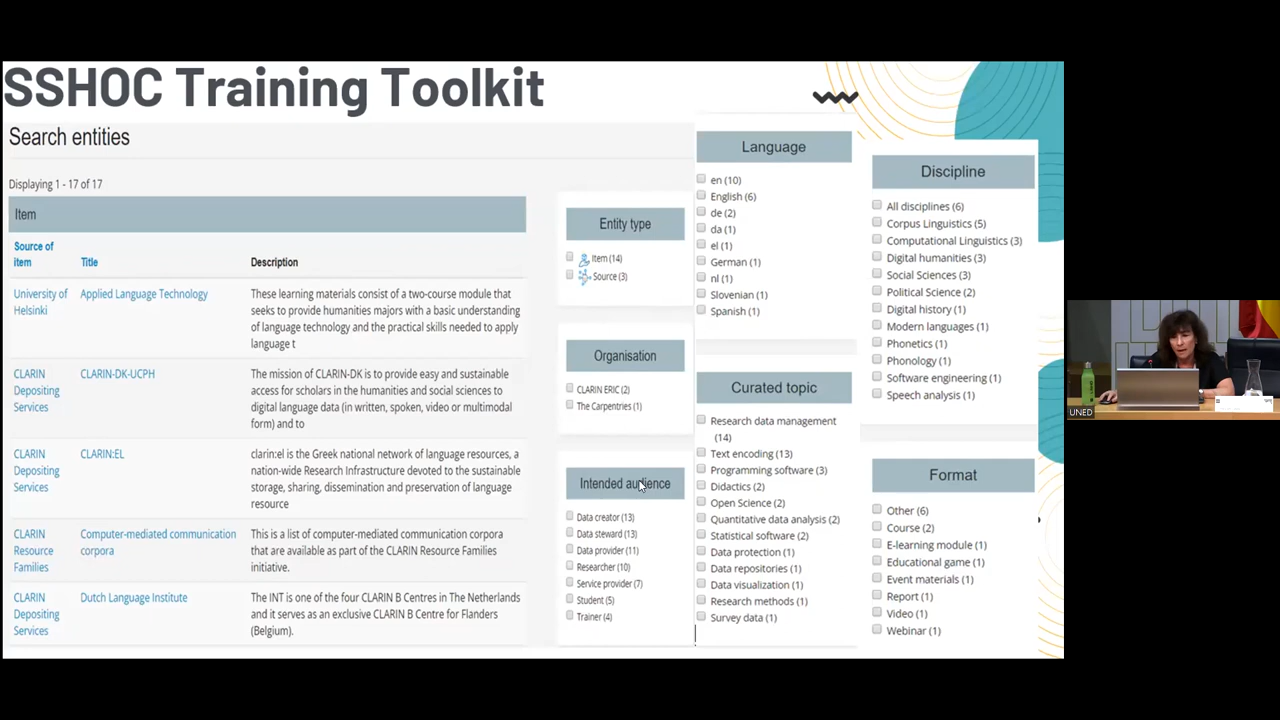 SSHOC Training Toolkit
Search entities
Displaying 1 - 17 of 17
Item
Source of
item
Title
Description
University of
Helsinki
Applied Language Technology
These learning materials consist of a two-course module that
seeks to provide humanities majors with a basic understanding
of language technology and the practical skills needed to apply
language t
CLARIN
Depositing
Services
CLARIN-DK-UCPH
The mission of CLARIN-DK is to provide easy and sustainable
access for scholars in the humanities and social sciences to
digital language data (in written, spoken, video or multimodal
form) and to
CLARIN
Depositing
Services
CLARIN:EL
clarin:el is the Greek national network of language resources, a
nation-wide Research Infrastructure devoted to the sustainable
storage, sharing, dissemination and preservation of language
resource
CLARIN
Resource
Families
Computer-mediated communication
corpora
This is a list of computer-mediated communication corpora
that are available as part of the CLARIN Resource Families
initiative.
CLARIN
Depositing
Services
Dutch Language Institute
The INT is one of the four CLARIN B Centres in The Netherlands
and it serves as an exclusive CLARIN B Centre for Flanders
(Belgium).
Entity type
Item (14)
Source (3)
Organisation
CLARIN ERIC (2)
The Carpentries (1)
Intended audience
Data creator (13)
Data steward (13)
Data provider (11)
Researcher (10)
Service provider (7)
Student (5)
Trainer (4)
Language
en (10)
English (6)
de (2)
da (1)
el (1)
German (1)
nl (1)
Slovenian (1)
Spanish (1)
Curated topic
Research data management
(14)
Text encoding (13)
Programming software (3)
Didactics (2)
Open Science (2)
Quantitative data analysis (2)
Statistical software (2)
Data protection (1)
Data repositories (1)
Data visualization (1)
Research methods (1)
Survey data (1)
Discipline
All disciplines (6)
Corpus Linguistics (5)
Computational Linguistics (3)
Digital humanities (3)
Social Sciences (3)
Political Science (2)
Digital history (1)
Modern languages (1)
Phonetics (1)
Phonology (1)
Software engineering (1)
Speech analysis (1)
Format
Other (6)
Course (2)
E-learning module (1)
Educational game (1)
Event materials (1)
Report (1)
Video (1)
Webinar (1)
UNED